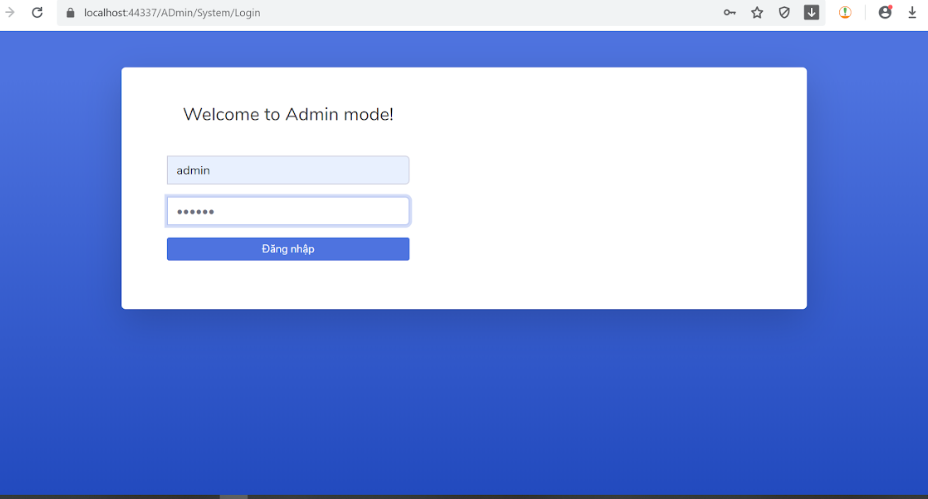 localhost:44337/ADmin/System/Login
Welcome to Admin mode!
admin
••••••
Đăng nhập